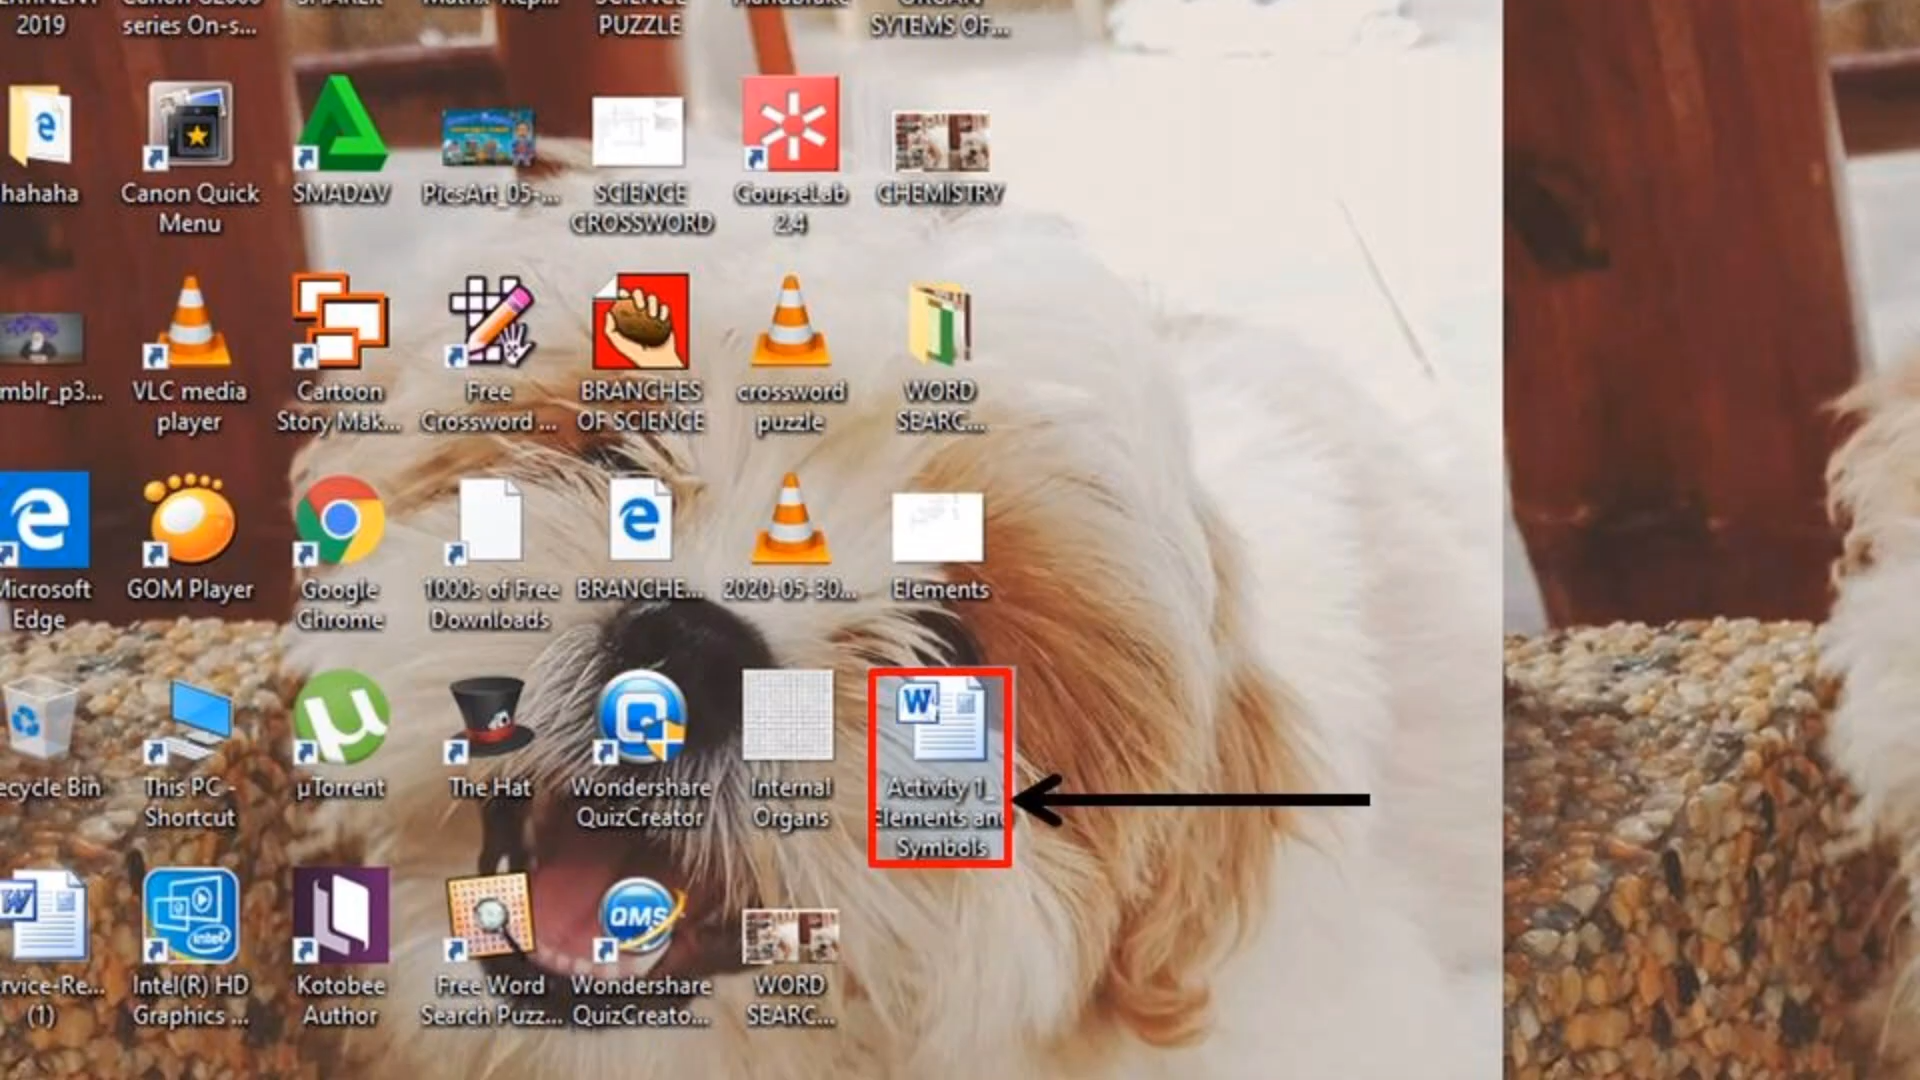 2019
series On-s...
PUZZLE
SYTEMS OF...
hahaha
Canon Quick
Menu
SMADΔV
PicsArt_05-...
SCIENCE
CROSSWORD
CourseLab
2.4
CHEMISTRY
mblr_p3...
VLC media
player
Cartoon
Story Mak...
Free
Crossword ...
BRANCHES
OF SCIENCE
crossword
puzzle
WORD
SEARC...
Microsoft
Edge
GOM Player
Google
Chrome
1000s of Free
Downloads
BRANCHE...
2020-05-30...
Elements
ecycle Bin
This PC -
Shortcut
µTorrent
The Hat
Wondershare
QuizCreator
Internal
Organs
W
Activity 1_
Elements and
Symbols
W
rvice-Re...
(1)
intel
Intel(R) HD
Graphics ...
Kotobee
Author
Free Word
Search Puzz...
QMS
Wondershare
QuizCreato...
WORD
SEARC...